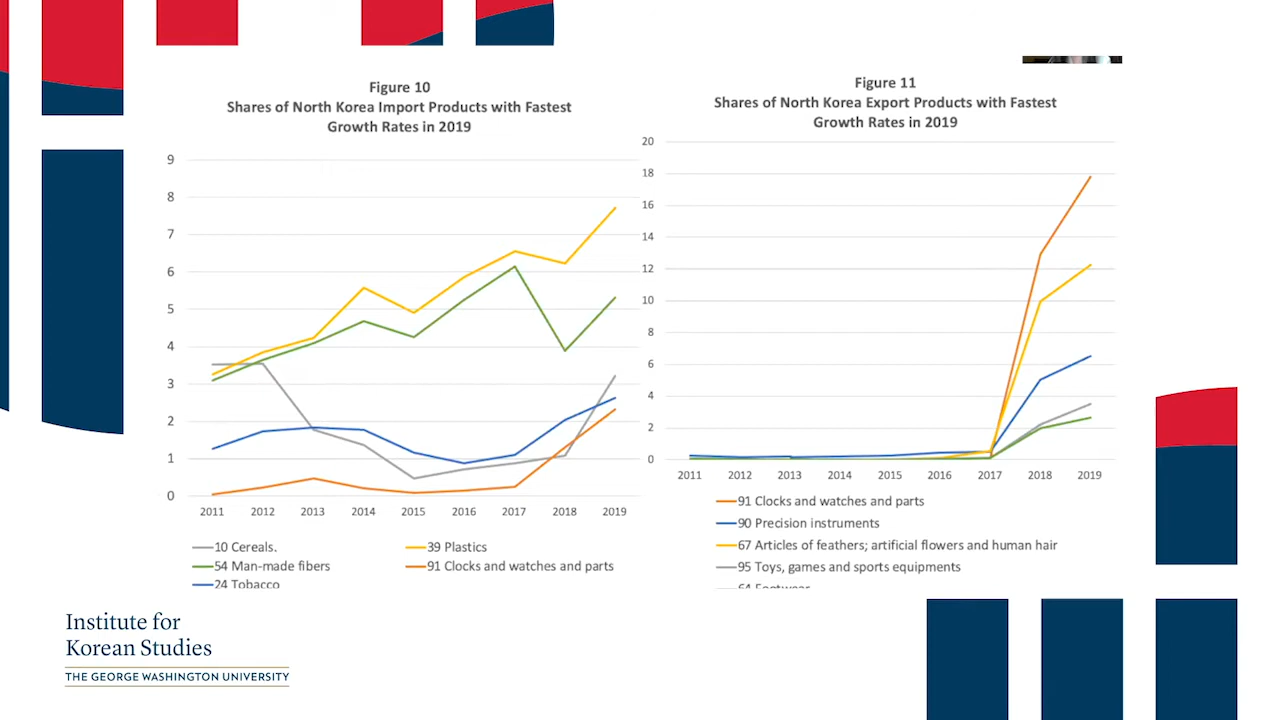 Figure 10
Shares of North Korea Import Products with Fastest
Growth Rates in 2019
9
8
7
6
5
4
3
2
1
0
2011 2012 2013 2014 2015 2016 2017 2018 2019
10 Cereals. 39 Plastics
54 Man-made fibers 91 Clocks and watches and parts
24 Tobacco
Figure 11
Shares of North Korea Export Products with Fastest
Growth Rates in 2019
20
18
16
14
12
10
8
6
4
2
0
2011 2012 2013 2014 2015 2016 2017 2018 2019
91 Clocks and watches and parts
90 Precision instruments
67 Articles of feathers; artificial flowers and human hair
95 Toys, games and sports equipments
64 Footwear
Institute for
Korean Studies
THE GEORGE WASHINGTON UNIVERSITY